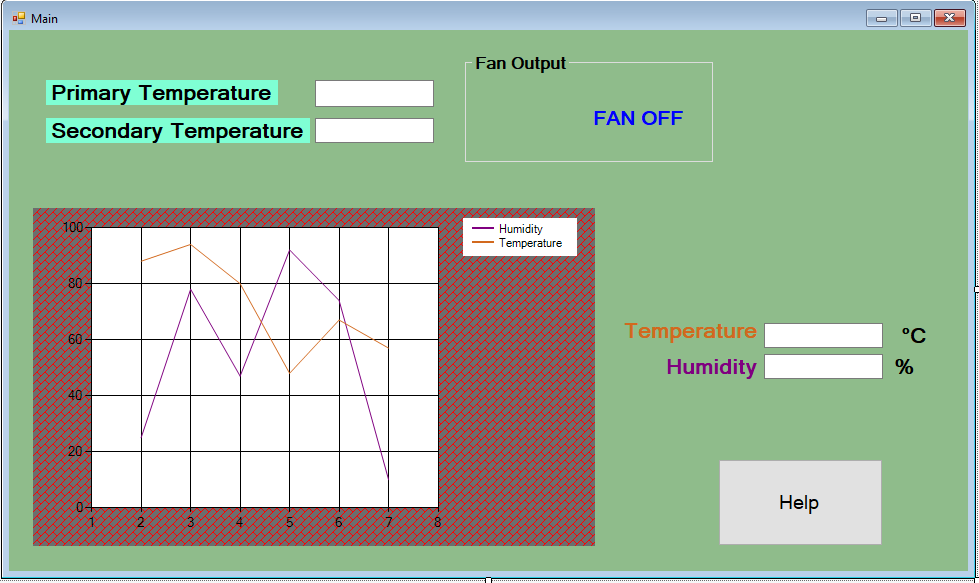 Main
Primary Temperature
Secondary Temperature
Fan Output
FAN OFF
100
80
60
40
20
0
1 2 3 4 5 6 7 8
Humidity
Temperature
Temperature °C
Humidity %
Help